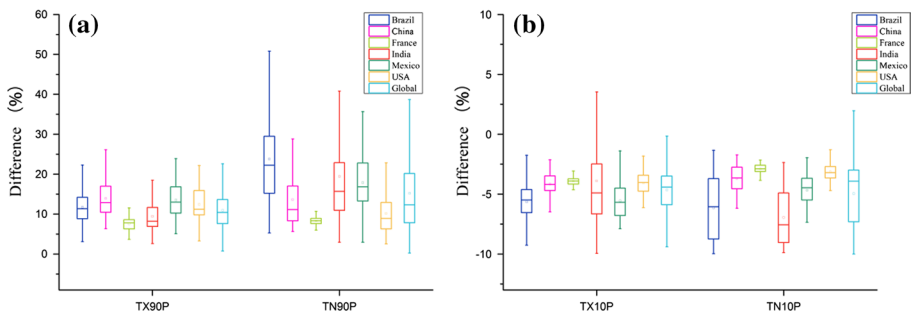 (a)
Difference (%)
60
50
40
30
20
10
0
TX90P
TN90P
Brazil
China
France
India
Mexico
USA
Global
(b)
Difference (%)
10
5
0
-5
-10
TX10P
TN10P
Brazil
China
France
India
Mexico
USA
Global